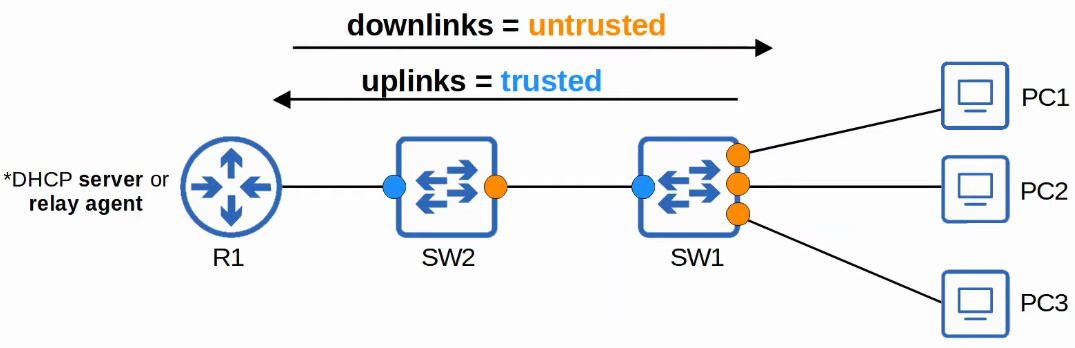 downlinks = untrusted
uplinks = trusted
PC1
*DHCP server or
relay agent
PC2
R1
SW2
SW1
PC3